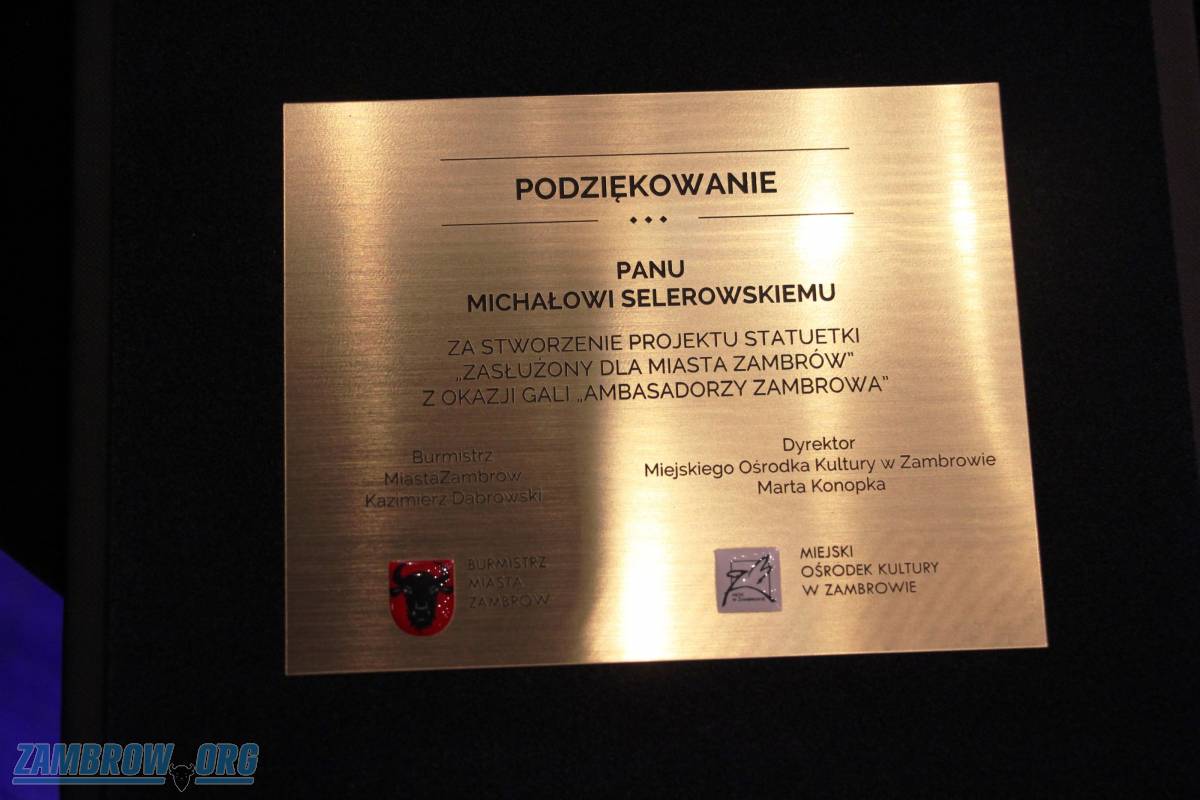 PODZIĘKOWANIE
PANU
MICHAŁOWI SELEROWSKIEMU
ZA STWORZENIE PROJEKTU STATUETKI
„ZASŁUŻONY DLA MIASTA ZAMBRÓW”
Z OKAZJI GALI „AMBASADORZY ZAMBROWA”
Burmistrz
MiastaZambrow
Kazimierz Dąbrowski
Dyrektor
Miejskiego Ośrodka Kultury w Zambrowie
Marta Konopka
BURMISTRZ
MIASTA
ZAMBRÓW
MIEJSKI
OŚRODEK KULTURY
W ZAMBROWIE
ZAMBROW.ORG